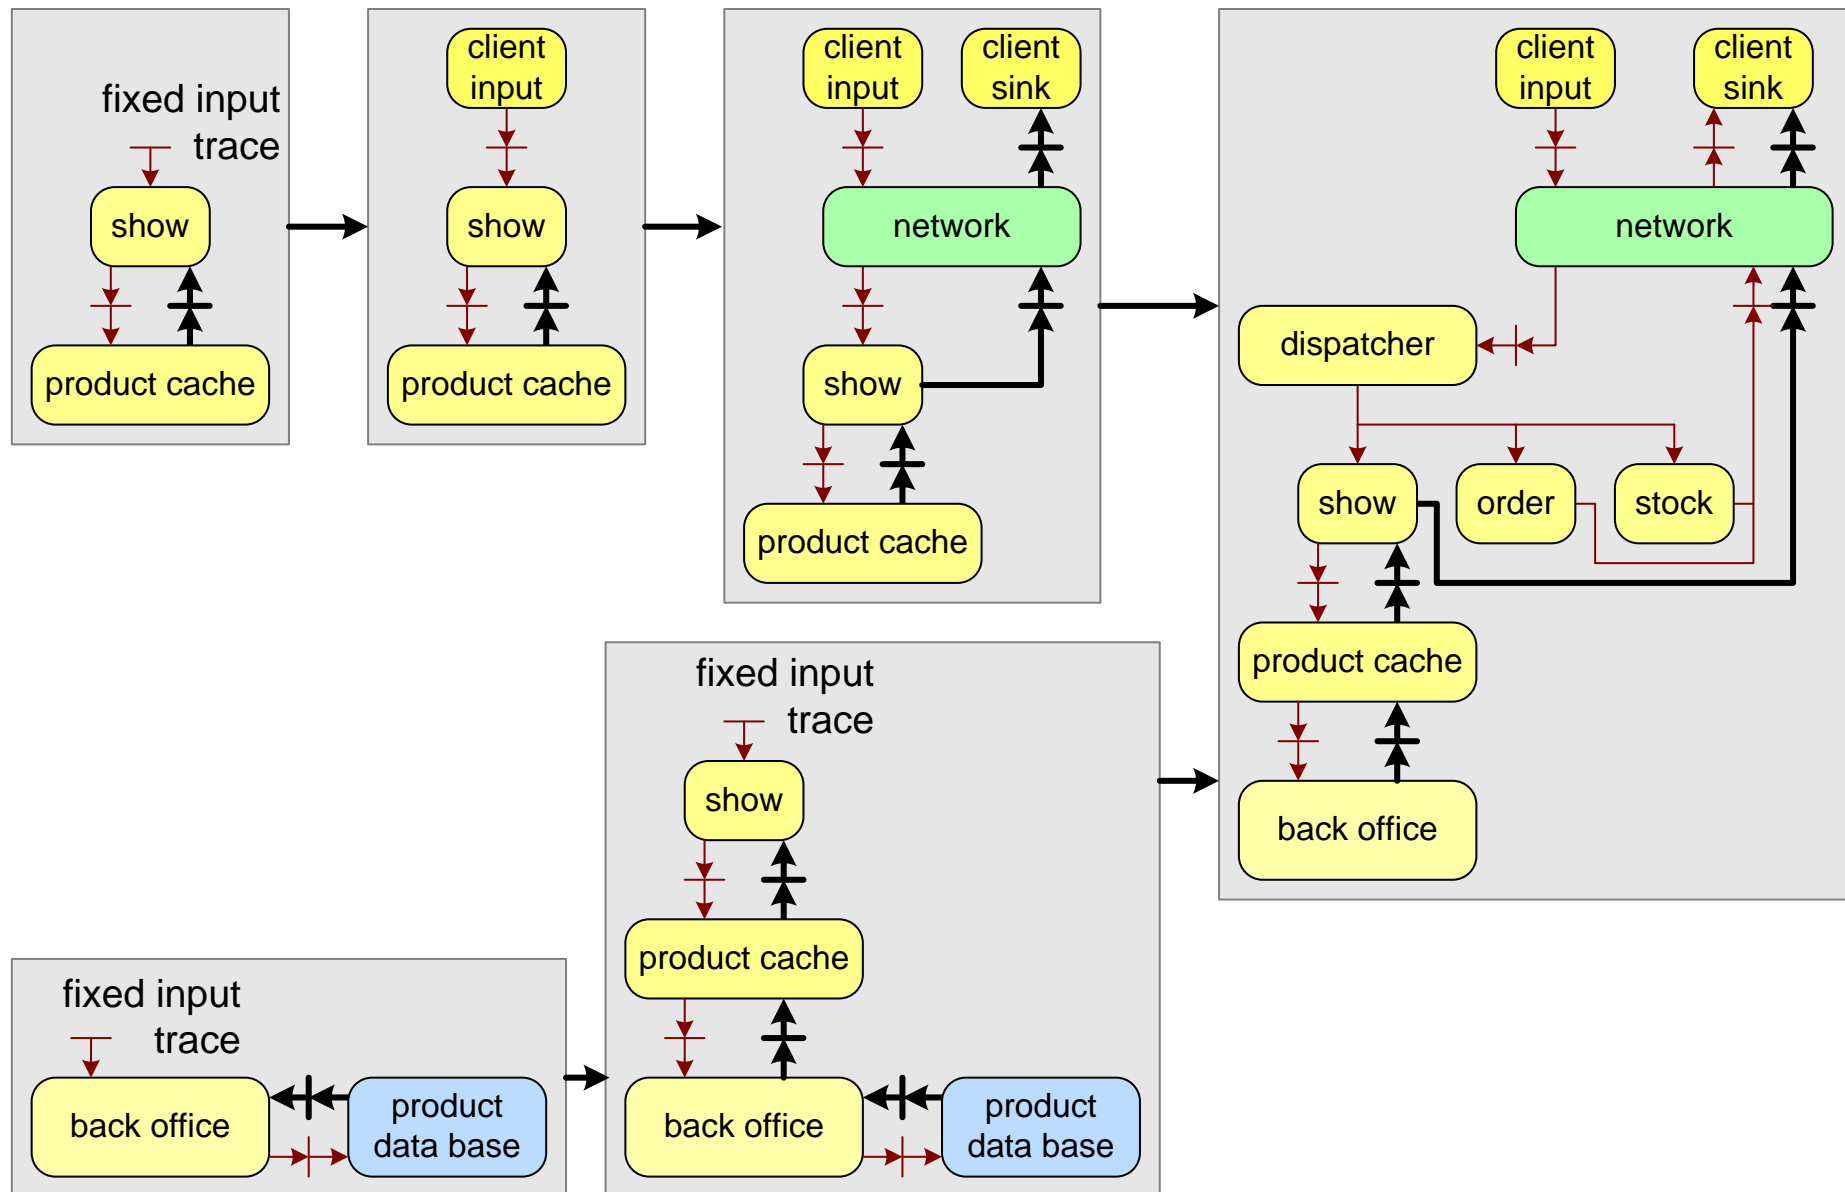 fixed input
trace
show
product cache
client
input
show
product cache
client
input
client
sink
network
show
product cache
client
input
client
sink
network
dispatcher
show
order
stock
product cache
back office
fixed input
trace
back office
product
data base
fixed input
trace
show
product cache
back office
product
data base